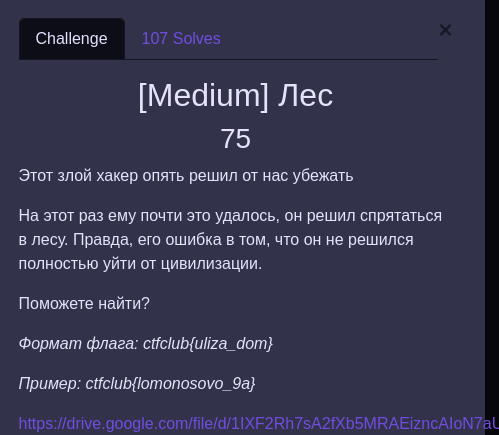 Challenge
107 Solves
×
[Medium] Лес
75
Этот злой хакер опять решил от нас убежать
На этот раз ему почти это удалось, он решил спрятаться
в лесу. Правда, его ошибка в том, что он не решился
полностью уйти от цивилизации.
Поможете найти?
Формат флага: ctfclub{uliza_dom}
Пример: ctfclub{lomonosovo_9a}
https://drive.google.com/file/d/1IXF2Rh7sA2fXb5MRAEizncAIoN7aU